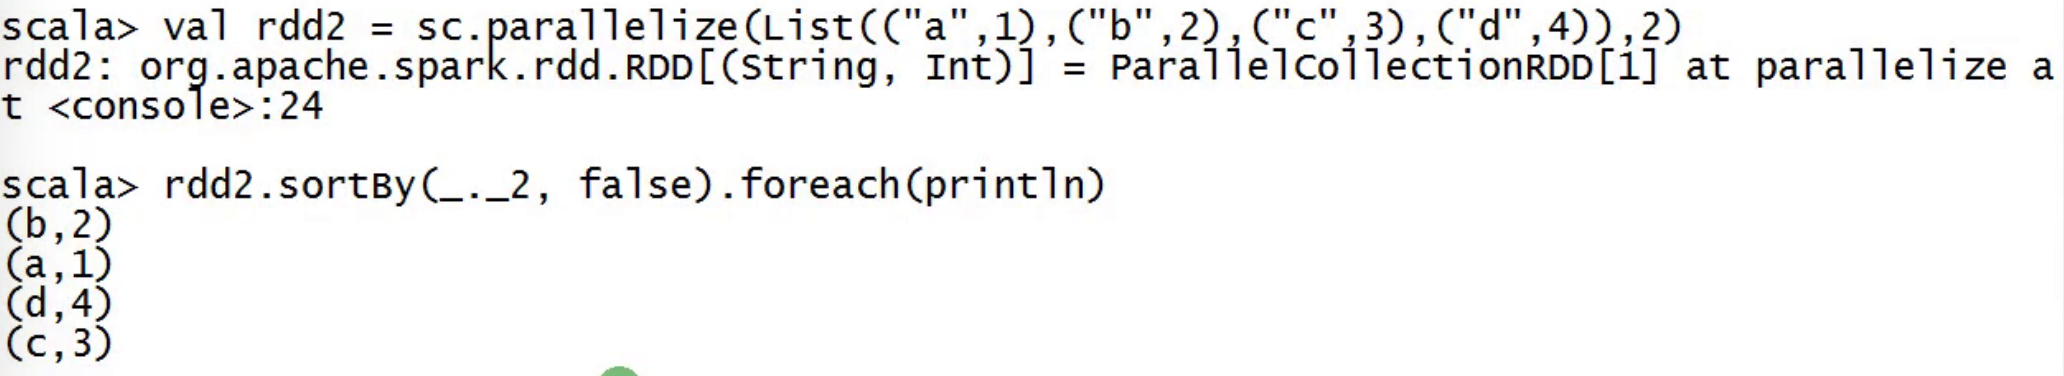 scala> val rdd2 = sc.parallelize(List(("a",1),("b",2),("c",3),("d",4)),2)
rdd2: org.apache.spark.rdd.RDD[(String, Int)] = ParallelCollectionRDD[1] at parallelize a
t <console>:24
scala> rdd2.sortBy(_._2, false).foreach(println)
(b,2)
(a,1)
(d,4)
(c,3)